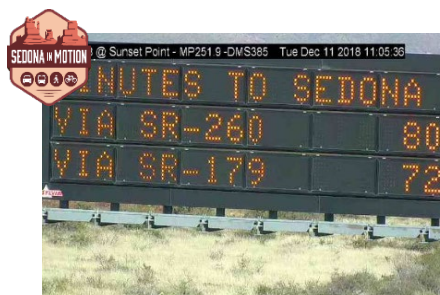 SEDONA IN MOTION
@ Sunset Point - MP251.9 -DMS385 Tue Dec 11 2018 11:05:36
MINUTES TO SEDONA
VIA SR-260 80
VIA SR-179 72